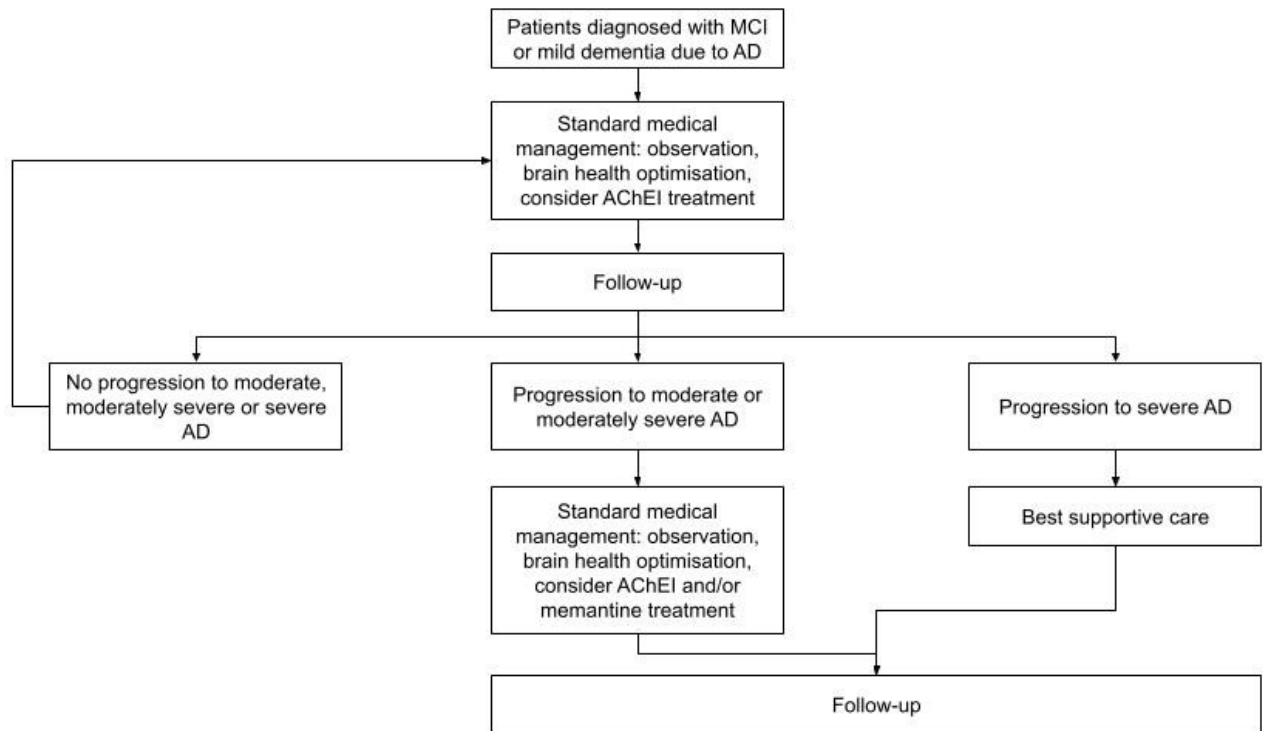 Patients diagnosed with MCI
or mild dementia due to AD
Standard medical
management: observation,
brain health optimisation,
consider AChEI treatment
Follow-up
No progression to moderate,
moderately severe or severe
AD
Progression to moderate or
moderately severe AD
Progression to severe AD
Standard medical
management: observation,
brain health optimisation,
consider AChEI and/or
memantine treatment
Best supportive care
Follow-up